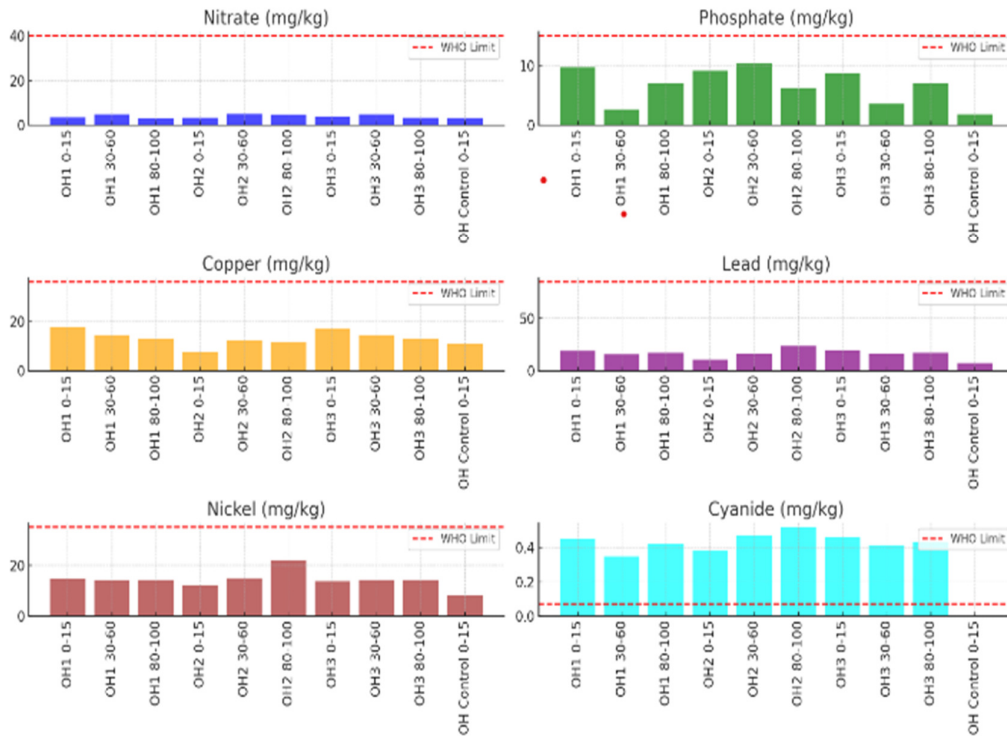 Nitrate (mg/kg)
40
20
0
WHO Limit
OH1 0-15
OH1 30-60
OH1 80-100
OH2 0-15
OH2 30-60
OH2 80-100
OH3 0-15
OH3 30-60
OH3 80-100
OH Control 0-15
Phosphate (mg/kg)
10
0
WHO Limit
OH1 0-15
OH1 30-60
OH1 80-100
OH2 0-15
OH2 30-60
OH2 80-100
OH3 0-15
OH3 30-60
OH3 80-100
OH Control 0-15
Copper (mg/kg)
20
0
WHO Limit
OH1 0-15
OH1 30-60
OH1 80-100
OH2 0-15
OH2 30-60
OH2 80-100
OH3 0-15
OH3 30-60
OH3 80-100
OH Control 0-15
Lead (mg/kg)
50
0
WHO Limit
OH1 0-15
OH1 30-60
OH1 80-100
OH2 0-15
OH2 30-60
OH2 80-100
OH3 0-15
OH3 30-60
OH3 80-100
OH Control 0-15
Nickel (mg/kg)
20
0
WHO Limit
OH1 0-15
OH1 30-60
OH1 80-100
OH2 0-15
OH2 30-60
OH2 80-100
OH3 0-15
OH3 30-60
OH3 80-100
OH Control 0-15
Cyanide (mg/kg)
0.4
0.2
0.0
WHO Limit
OH1 0-15
OH1 30-60
OH1 80-100
OH2 0-15
OH2 30-60
OH2 80-100
OH3 0-15
OH3 30-60
OH3 80-100
OH Control 0-15